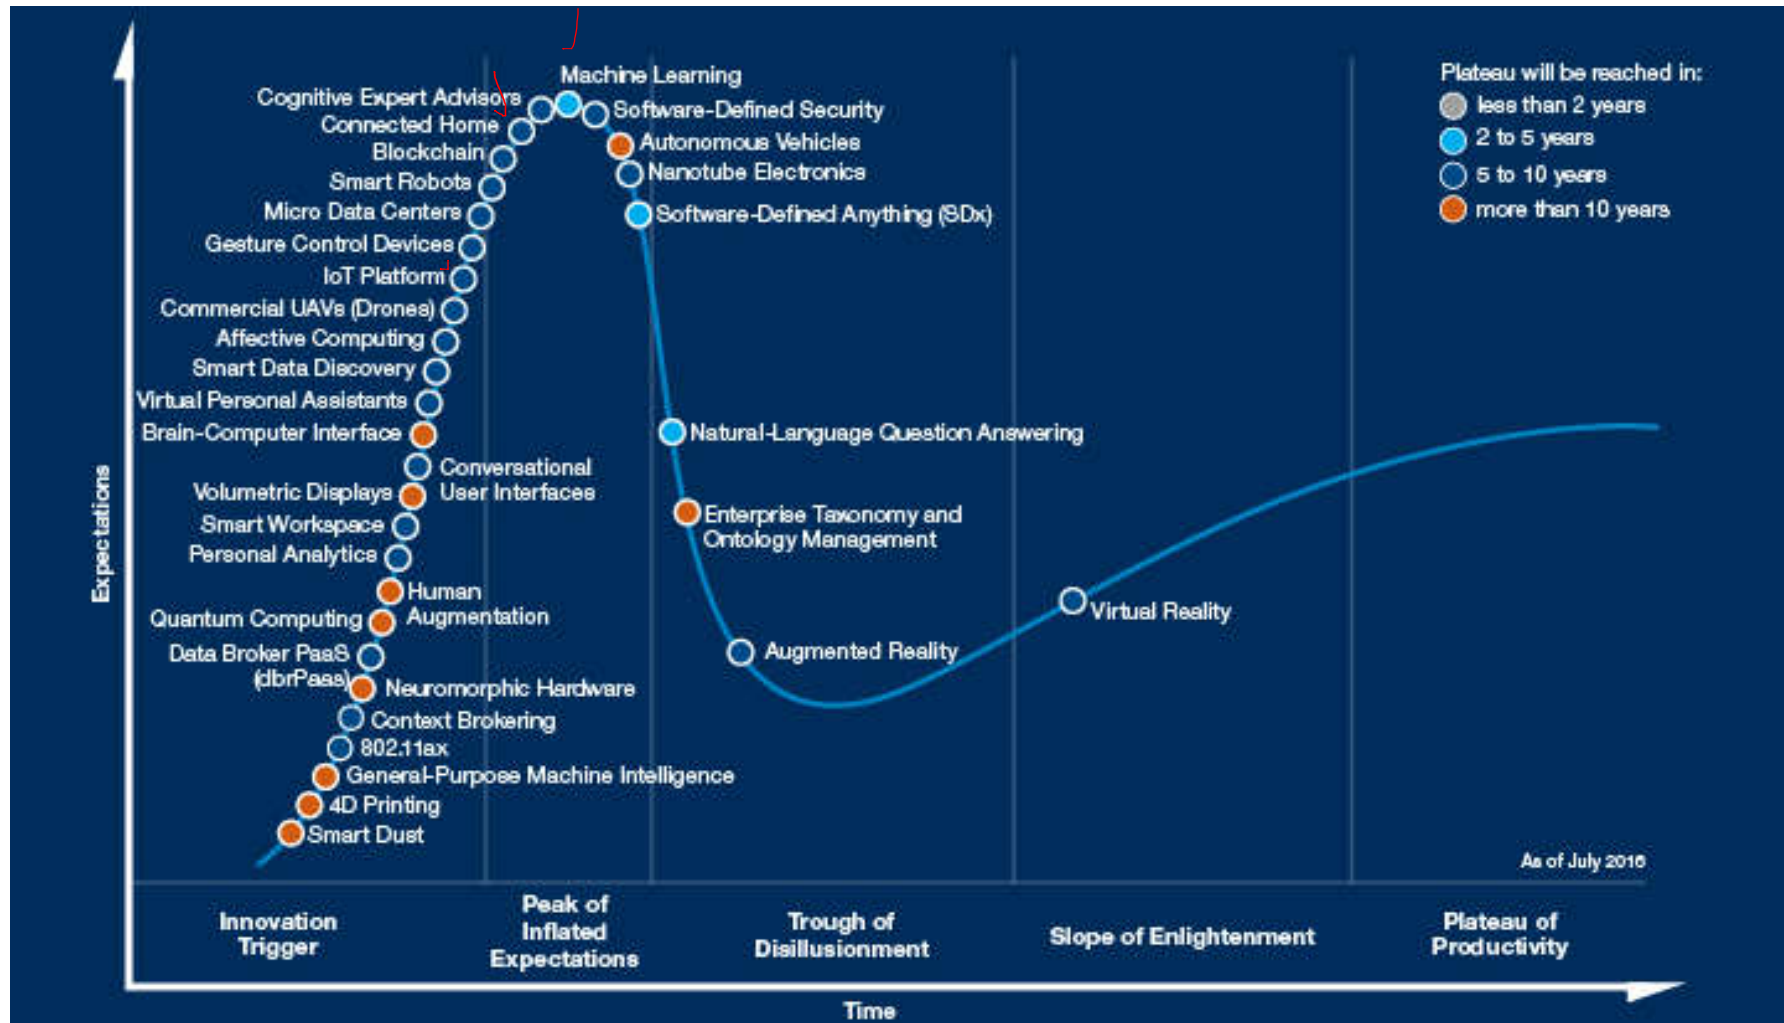 Machine Learning
Cognitive Expert Advisors
Software-Defined Security
Connected Home
Autonomous Vehicles
Blockchain
Nanotube Electronics
Smart Robots
Micro Data Centers
Software-Defined Anything (SDx)
Gesture Control Devices
IoT Platform
Commercial UAVs (Drones)
Affective Computing
Smart Data Discovery
Virtual Personal Assistants
Brain-Computer Interface
Natural-Language Question Answering
Conversational
User Interfaces
Volumetric Displays
Smart Workspace
Enterprise Taxonomy and
Ontology Management
Personal Analytics
Human
Augmentation
Quantum Computing
Virtual Reality
Data Broker PaaS
(dbrPaas)
Augmented Reality
Neuromorphic Hardware
Context Brokering
802.11ax
General-Purpose Machine Intelligence
4D Printing
Smart Dust
Plateau will be reached in:
less than 2 years
2 to 5 years
5 to 10 years
more than 10 years
As of July 2016
Expectations
Innovation
Trigger
Peak of
Inflated
Expectations
Trough of
Disillusionment
Slope of Enlightenment
Plateau of
Productivity
Time